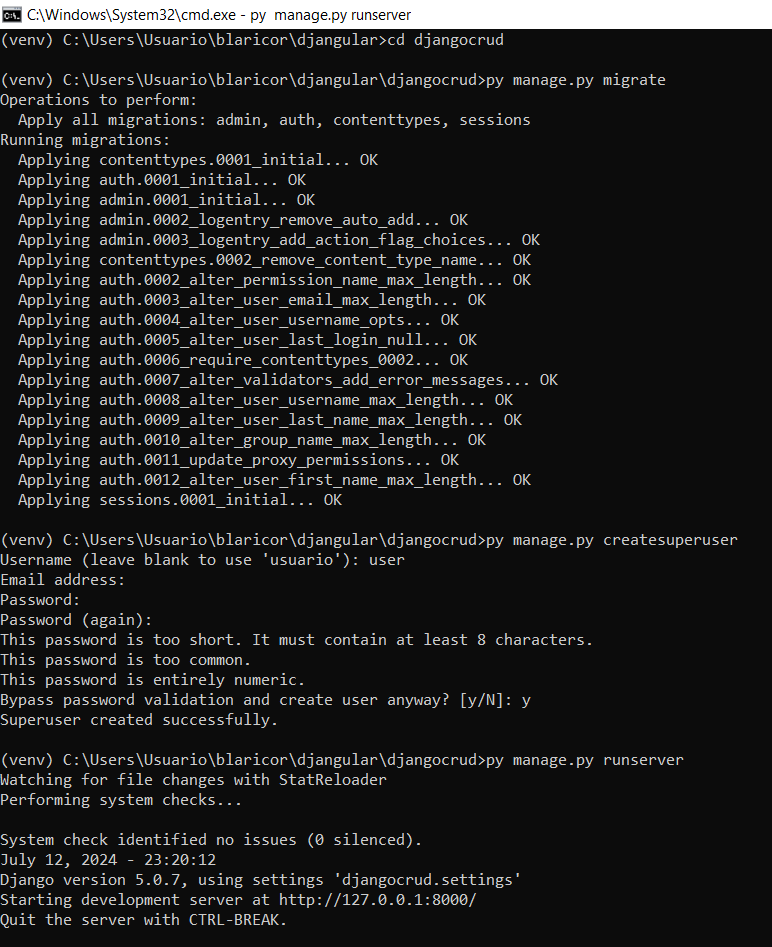 C:\Windows\System32\cmd.exe - py  manage.py runserver
(venv) C:\Users\Usuario\blaricor\djangular>cd djangocrud
(venv) C:\Users\Usuario\blaricor\djangular\djangocrud>py manage.py migrate
Operations to perform:
  Apply all migrations: admin, auth, contenttypes, sessions
Running migrations:
  Applying contenttypes.0001_initial... OK
  Applying auth.0001_initial... OK
  Applying admin.0001_initial... OK
  Applying admin.0002_logentry_remove_auto_add... OK
  Applying admin.0003_logentry_add_action_flag_choices... OK
  Applying contenttypes.0002_remove_content_type_name... OK
  Applying auth.0002_alter_permission_name_max_length... OK
  Applying auth.0003_alter_user_email_max_length... OK
  Applying auth.0004_alter_user_username_opts... OK
  Applying auth.0005_alter_user_last_login_null... OK
  Applying auth.0006_require_contenttypes_0002... OK
  Applying auth.0007_alter_validators_add_error_messages... OK
  Applying auth.0008_alter_user_username_max_length... OK
  Applying auth.0009_alter_user_last_name_max_length... OK
  Applying auth.0010_alter_group_name_max_length... OK
  Applying auth.0011_update_proxy_permissions... OK
  Applying auth.0012_alter_user_first_name_max_length... OK
  Applying sessions.0001_initial... OK
(venv) C:\Users\Usuario\blaricor\djangular\djangocrud>py manage.py createsuperuser
Username (leave blank to use 'usuario'): user
Email address:
Password:
Password (again):
This password is too short. It must contain at least 8 characters.
This password is too common.
This password is entirely numeric.
Bypass password validation and create user anyway? [y/N]: y
Superuser created successfully.
(venv) C:\Users\Usuario\blaricor\djangular\djangocrud>py manage.py runserver
Watching for file changes with StatReloader
Performing system checks...
System check identified no issues (0 silenced).
July 12, 2024 - 23:20:12
Django version 5.0.7, using settings 'djangocrud.settings'
Starting development server at http://127.0.0.1:8000/
Quit the server with CTRL-BREAK.